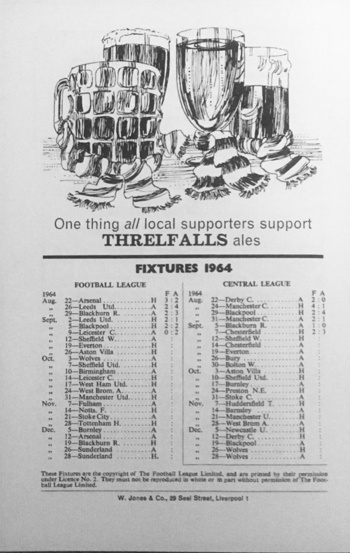 One thing all local supporters support
THRELFALLS ales
FIXTURES 1964
FOOTBALL LEAGUE
1964 F A
Aug. 22—Arsenal H 3 : 2
„ 26—Leeds Utd. A 2 : 4
„ 29—Blackburn R. A 2 : 3
Sept. 2—Leeds Utd. H 2 : 1
„ 5—Blackpool H 2 : 2
„ 9—Leicester C. A 0 : 2
„ 12—Sheffield W. A :
„ 19—Everton H :
„ 26—Aston Villa H :
Oct. 3—Wolves A :
„ 7—Sheffield Utd. H :
„ 10—Birmingham A :
„ 14—Leicester C. H :
„ 17—West Ham Utd. H :
„ 24—West Brom. A. A :
„ 31—Manchester Utd. H :
Nov. 7—Fulham A :
„ 14—Notts. F. H :
„ 21—Stoke City A :
„ 28—Tottenham H. H :
Dec. 5—Burnley A :
„ 12—Arsenal A :
„ 19—Blackburn R. H :
„ 26—Sunderland A :
„ 28—Sunderland H. :
CENTRAL LEAGUE
1964 F A
Aug. 22—Derby C. A 2 : 0
„ 24—Manchester C. H 4 : 1
„ 29—Blackpool H 2 : 4
„ 31—Manchester C. A 2 : 1
Sept. 5—Blackburn R. A 1 : 0
„ 7—Chesterfield H 2 : 3
„ 12—Sheffield W. H :
„ 14—Chesterfield A :
„ 19—Everton A :
„ 26—Bury H :
„ 30—Bolton W. A :
Oct. 3—Aston Villa H :
„ 10—Sheffield Utd. H :
„ 17—Burnley A :
„ 24—Preston N.E. H :
„ 31—Stoke C. A :
Nov. 7—Huddersfield T. H :
„ 14—Barnsley A :
„ 21—Manchester U. H :
„ 28—West Brom A. A :
Dec. 5—Newcastle U. H :
„ 12—Derby C. H :
„ 19—Blackpool A :
„ 26—Wolves H :
„ 28—Wolves A :
These Fixtures are the copyright of The Football League Limited, and are printed by their permission
under Licence No. They must not be reproduced in whole or in part without permission of The Foot-
ball League Limited.
W. Jones & Co., 29 Seel Street, Liverpool 1